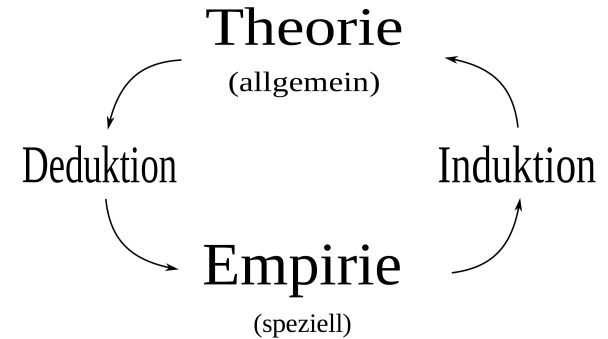 Theorie
(allgemein)
Deduktion
Induktion
Empirie
(speziell)